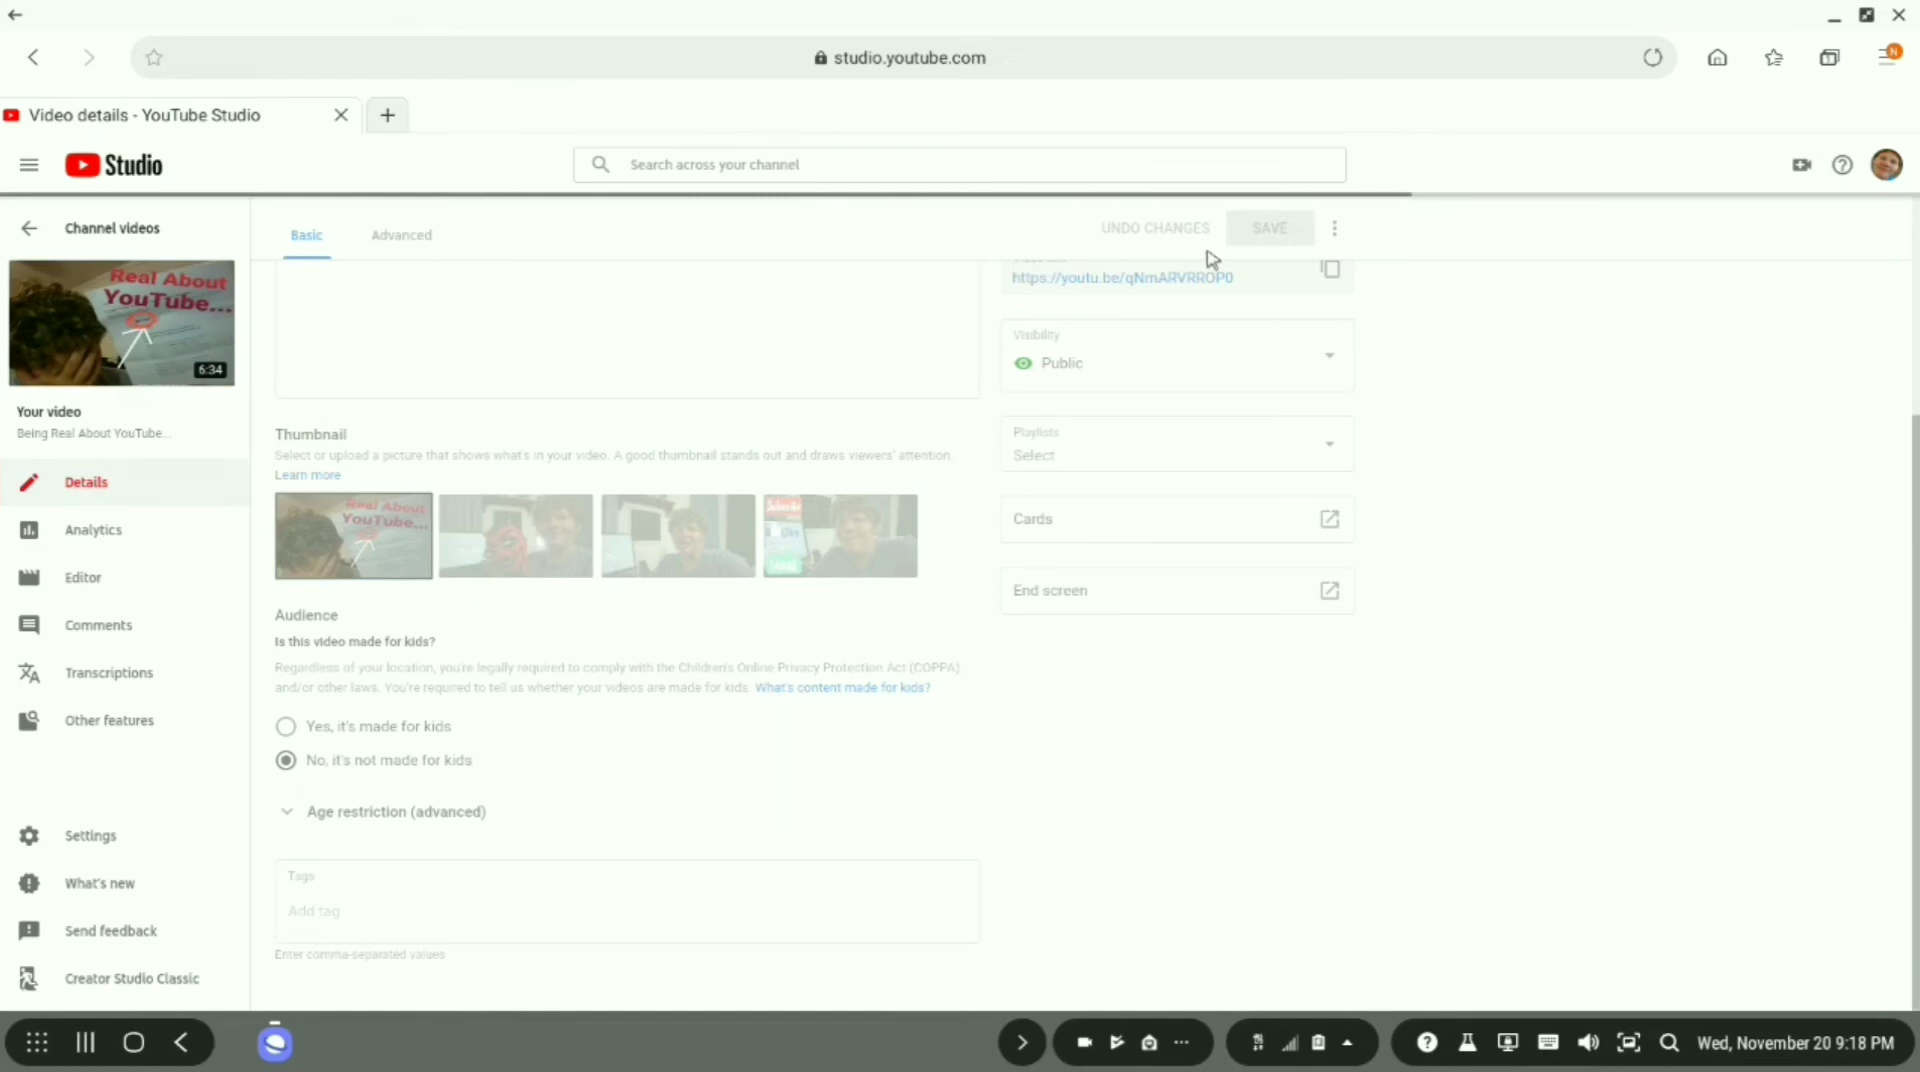 studio.youtube.com
N
Video details - YouTube Studio
Studio
Search across your channel
Channel videos
Basic
Advanced
UNDO CHANGES
SAVE
https://youtu.be/qNmARVRROP0
Real About
YouTube...
6:34
Visibility
Public
Your video
Being Real About YouTube...
Playlists
Select
Thumbnail
Select or upload a picture that shows what's in your video. A good thumbnail stands out and draws viewers' attention.
Learn more
Details
Real About
YouTube...
Cards
Analytics
Editor
End screen
Comments
Audience
Is this video made for kids?
Regardless of your location, you're legally required to comply with the Children's Online Privacy Protection Act (COPPA)
and/or other laws. You're required to tell us whether your videos are made for kids. What's content made for kids?
Transcriptions
Other features
Yes, it's made for kids
No, it's not made for kids
Age restriction (advanced)
Settings
Tags
What's new
Add tag
Send feedback
Enter comma-separated values
Creator Studio Classic
Wed, November 20 9:18 PM